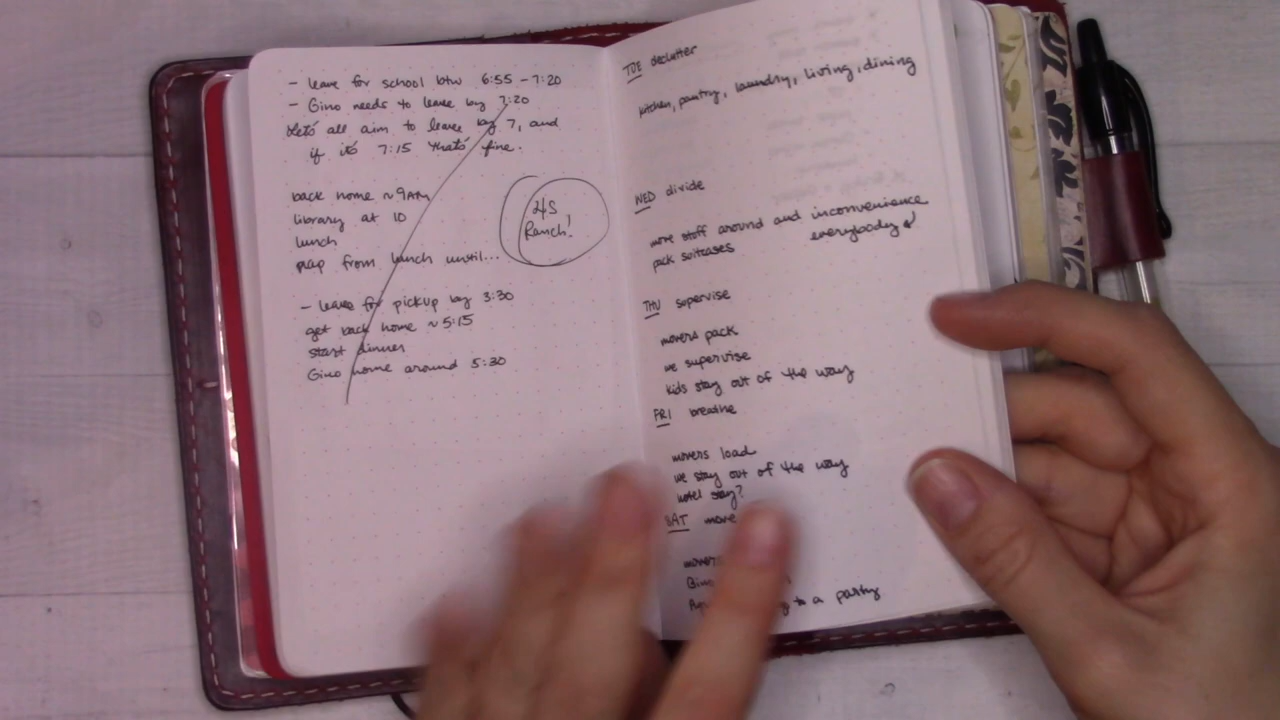 - leave for school btw 6:55 - 7:20
- Gino needs to leave by 7:20
Let's all aim to leave by 7, and
if it's 7:15 that's fine.
back home ~ 9AM
library at 10
lunch
prep from lunch until...
4S
Ranch!
- leave for pickup by 3:30
get back home ~ 5:15
start dinner
Gino home around 5:30
TUE declutter
kitchen, pantry, laundry, living, dining
WED divide
move stuff around and inconvenience
everybody
pack suitcases
THU supervise
movers pack
we supervise
kids stay out of the way
FRI breathe
movers load
we stay out of the way
hotel stay?
SAT move
movers
to a party